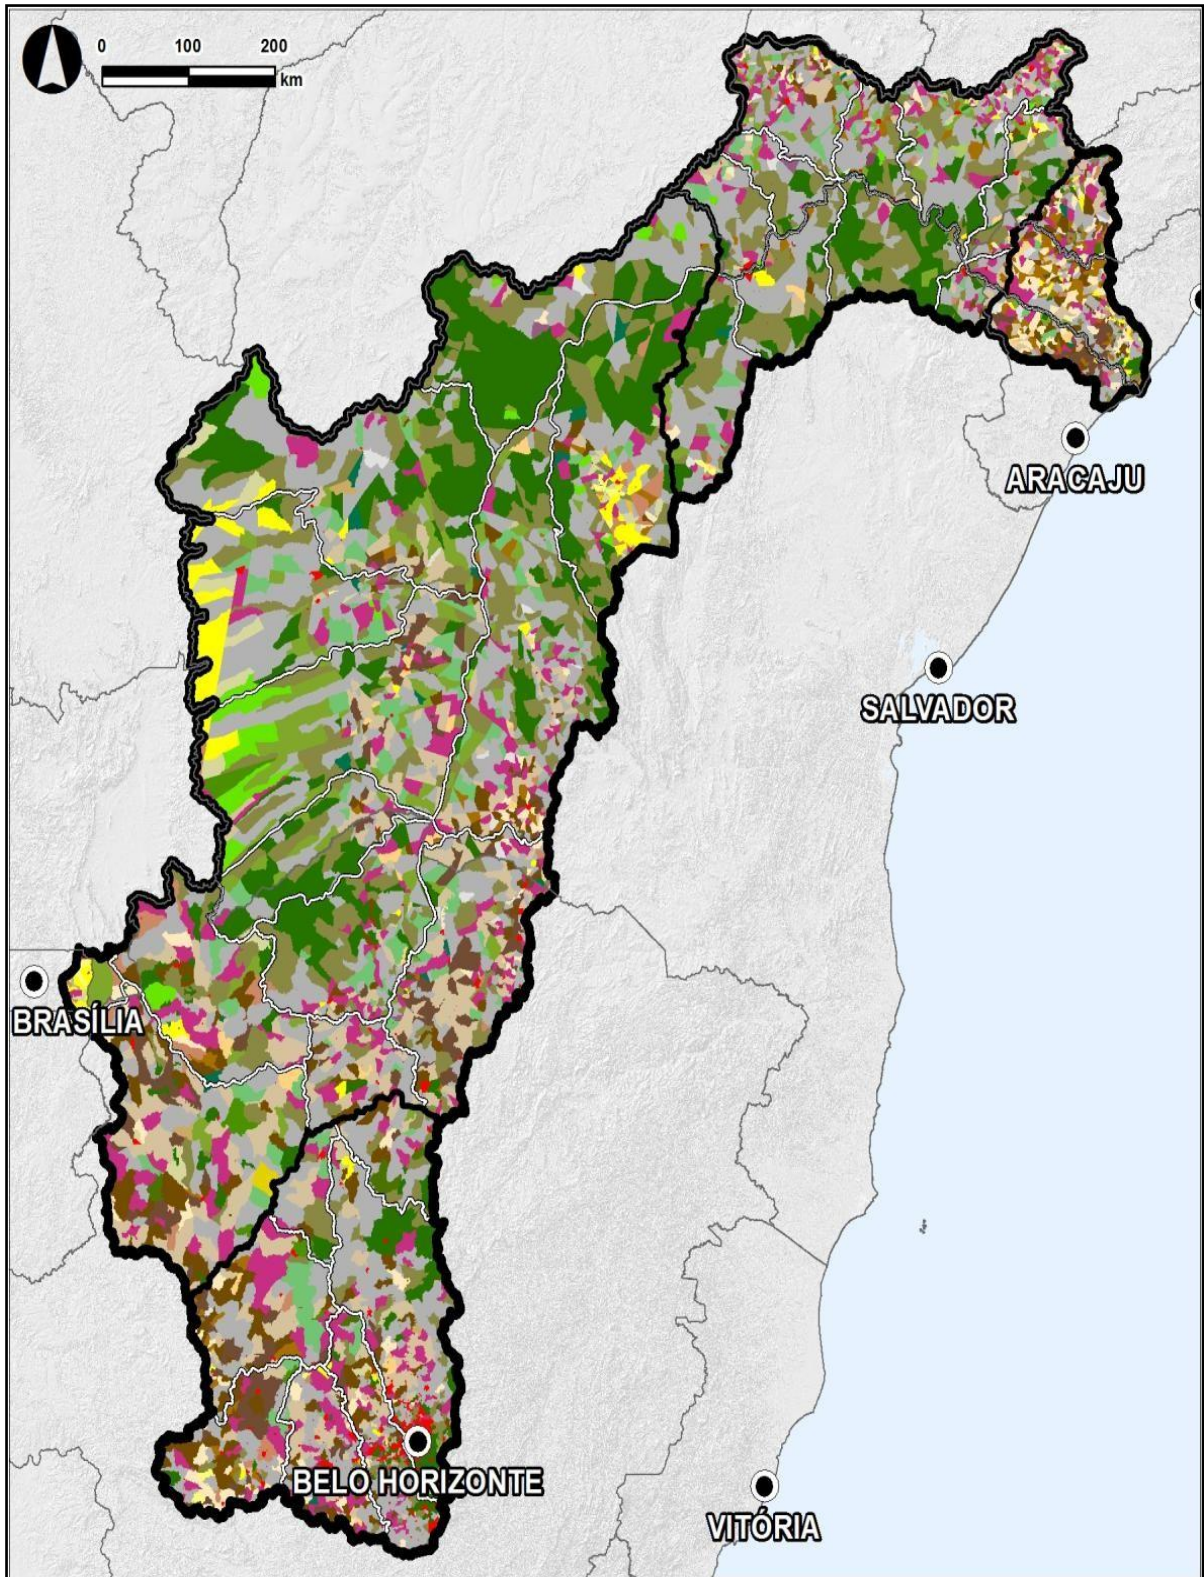 0 100 200
km
ARACAJU
SALVADOR
BRASÍLIA
BELO HORIZONTE
VITÓRIA